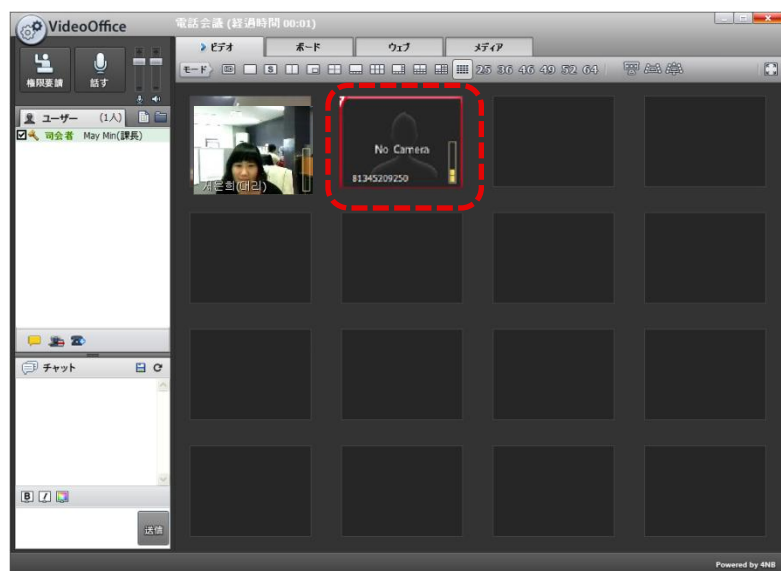 VideoOffice
電話会議 (経過時間 00:01)
ビデオ
ボード
ウェブ
メディア
権限要請
話す
モード
S
25 36 46 49 52 64
ユーザー (1人)
司会者 May Min(課長)
(대리)
No Camera
81345209250
チャット
B
送信
Powered by 4NB